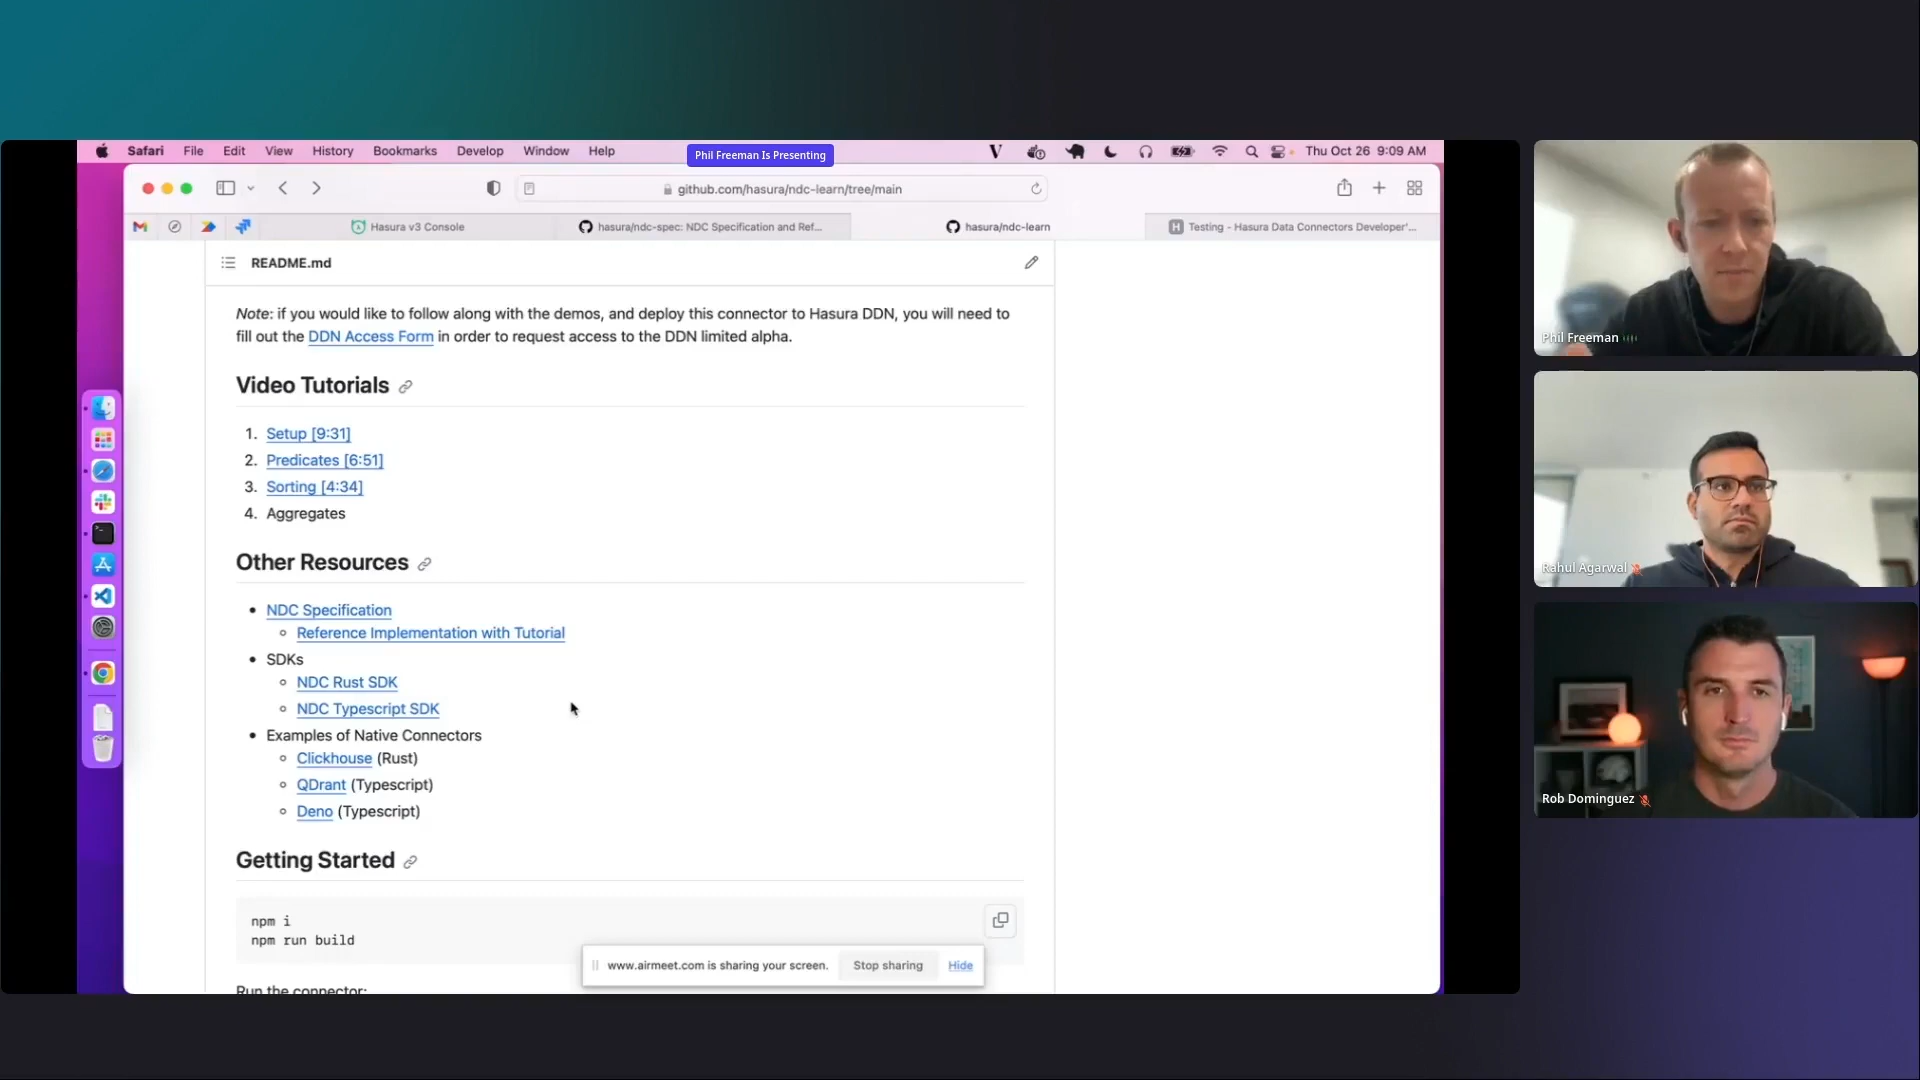 Safari File Edit View History Bookmarks Develop Window Help
Phil Freeman Is Presenting
Thu Oct 26 9:09 AM
github.com/hasura/ndc-learn/tree/main
Hasura v3 Console
hasura/ndc-spec: NDC Specification and Ref...
hasura/ndc-learn
Testing - Hasura Data Connectors Developer'...
README.md
Note: if you would like to follow along with the demos, and deploy this connector to Hasura DDN, you will need to
fill out the DDN Access Form in order to request access to the DDN limited alpha.
Video Tutorials
1. Setup [9:31]
2. Predicates [6:51]
3. Sorting [4:34]
4. Aggregates
Other Resources
• NDC Specification
◦ Reference Implementation with Tutorial
• SDKs
◦ NDC Rust SDK
◦ NDC Typescript SDK
• Examples of Native Connectors
◦ Clickhouse (Rust)
◦ QDrant (Typescript)
◦ Deno (Typescript)
Getting Started
npm i
npm run build
www.airmeet.com is sharing your screen. Stop sharing Hide
Run the connector:
Phil Freeman
Rahul Agarwal
Rob Dominguez